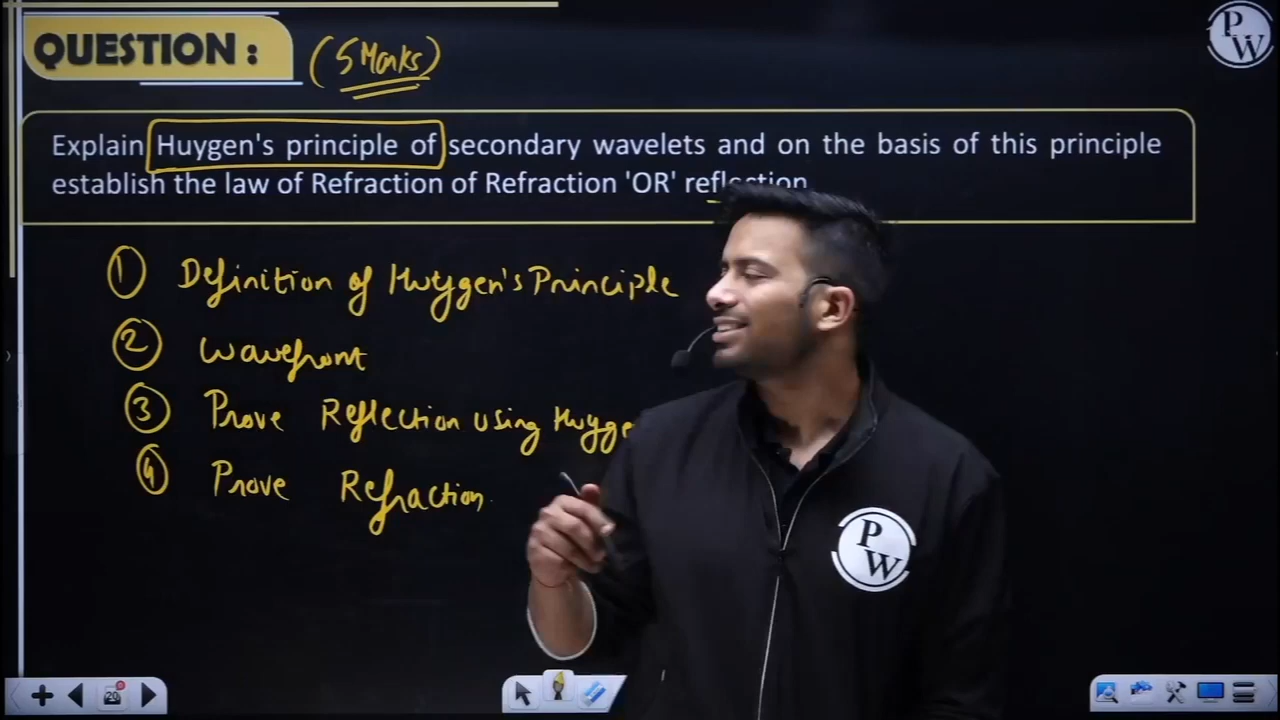 QUESTION : (5 Marks)
PW
Explain Huygen's principle of secondary wavelets and on the basis of this principle
establish the law of Refraction of Refraction 'OR' reflection
1 Definition of Huygen's Principle
2 Wavefront
3 Prove Reflection using
4 Prove Refraction.
PW
20